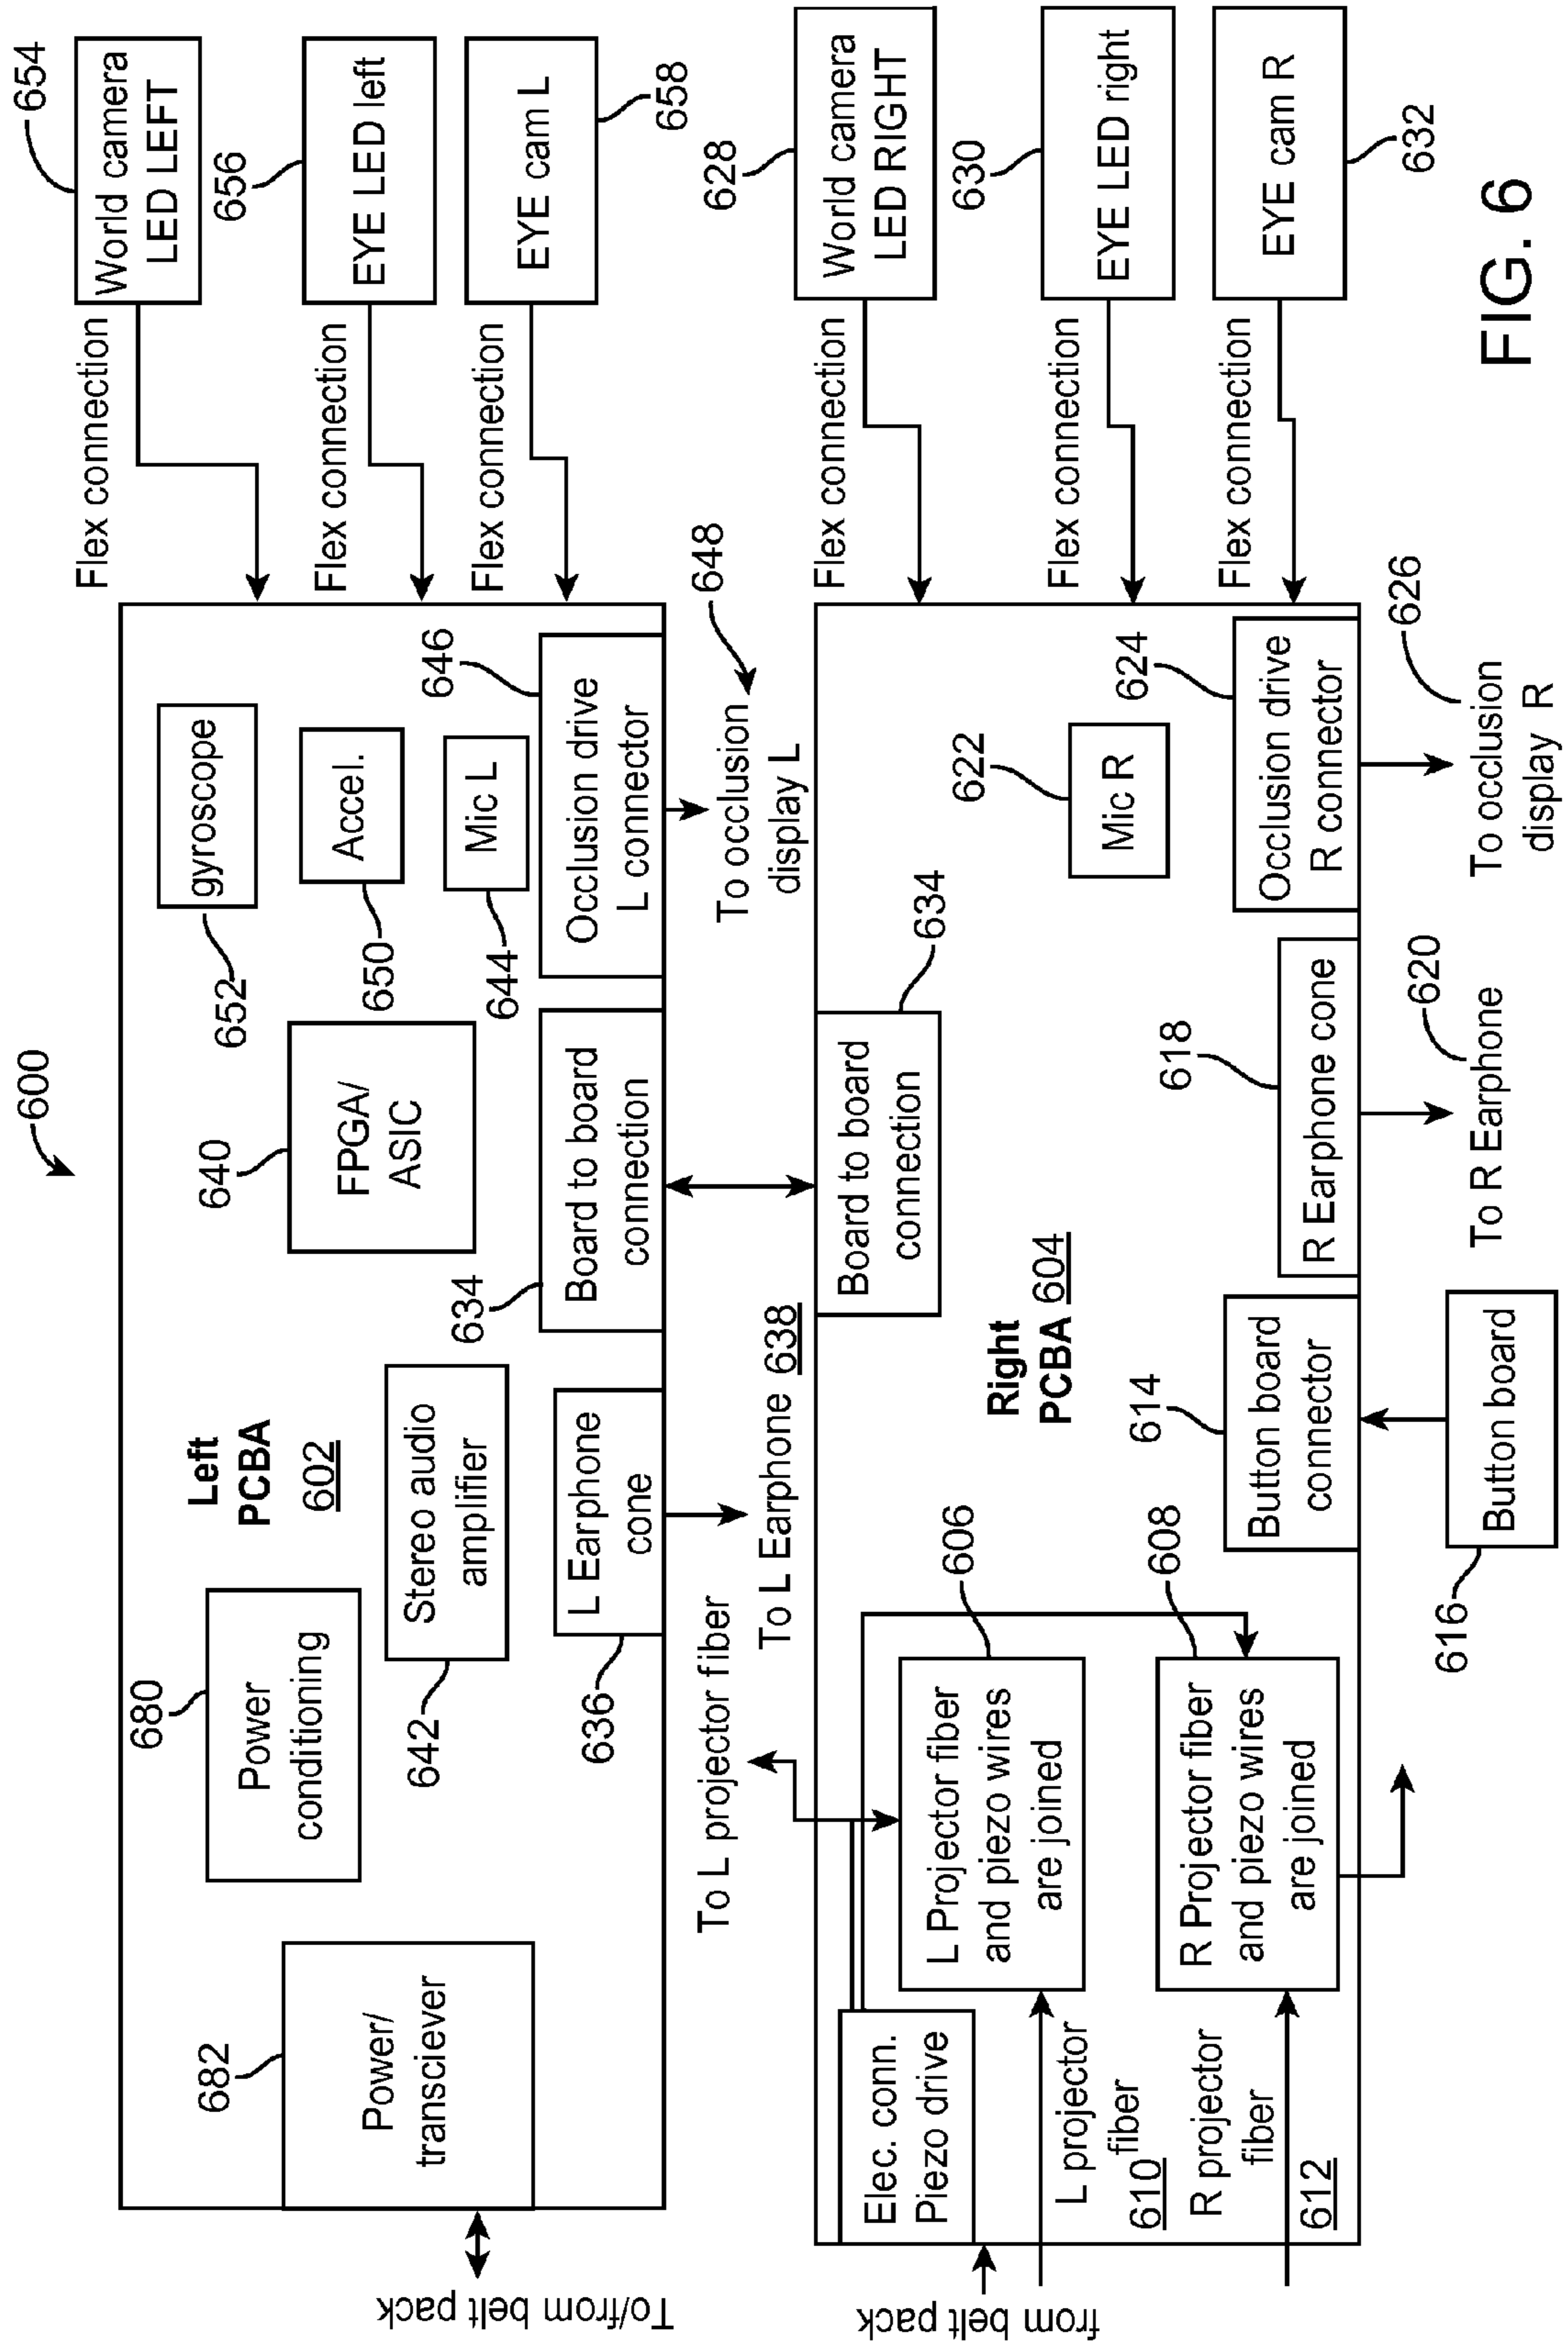 600
Left
PCBA
602
682
Power/
transciever
To/from belt pack
680
Power
conditioning
642
Stereo audio
amplifier
636
L Earphone
cone
640
FPGA/
ASIC
634
Board to board
connection
652
gyroscope
650
Accel.
644
Mic L
646
Occlusion drive
L connector
648
To occlusion
display L
Flex connection
World camera
LED LEFT
654
Flex connection
EYE LED left
656
Flex connection
EYE cam L
658
To L projector fiber
To L Earphone 638
Right
PCBA 604
from belt pack
Elec. conn.
Piezo drive
L projector
fiber
610
R projector
fiber
612
L Projector fiber
and piezo wires
are joined
606
R Projector fiber
and piezo wires
are joined
608
Board to board
connection
634
614
Button board
connector
616
Button board
618
R Earphone cone
620
To R Earphone
622
Mic R
624
Occlusion drive
R connector
626
To occlusion
display R
Flex connection
World camera
LED RIGHT
628
Flex connection
EYE LED right
630
Flex connection
EYE cam R
632
FIG. 6